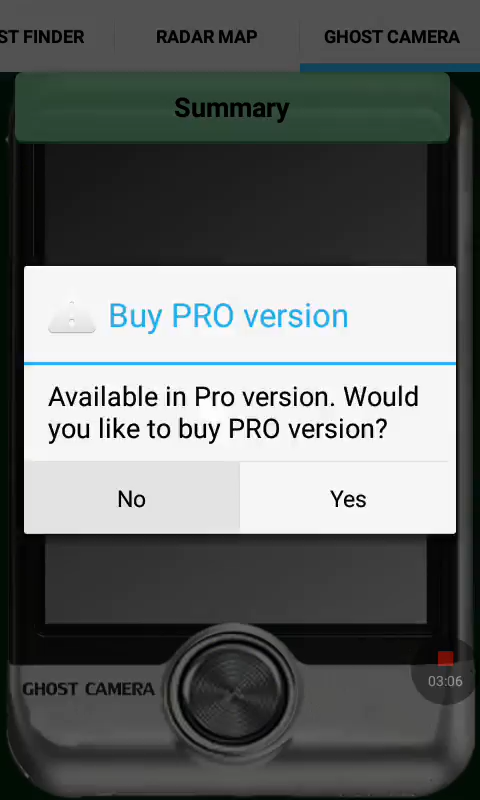 ST FINDER
RADAR MAP
GHOST CAMERA
Summary
Buy PRO version
Available in Pro version. Would
you like to buy PRO version?
No
Yes
GHOST CAMERA
03:06